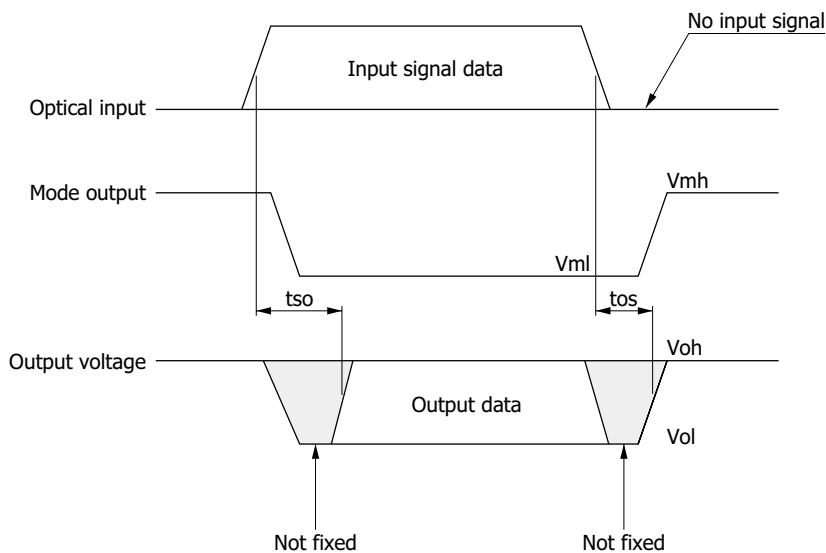 No input signal
Input signal data
Optical input
Mode output
Vmh
Vml
tso
tos
Output voltage
Voh
Output data
Vol
Not fixed
Not fixed